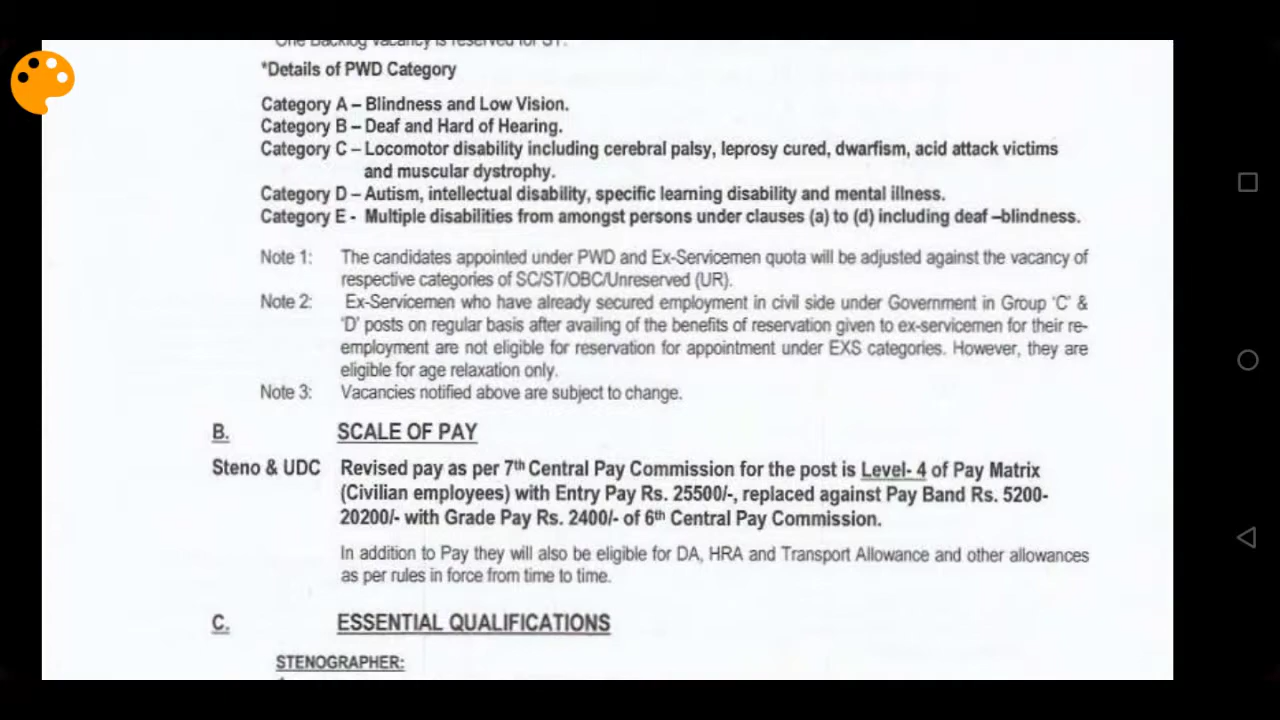 One Backlog vacancy is reserved for ST.
*Details of PWD Category
Category A – Blindness and Low Vision.
Category B – Deaf and Hard of Hearing.
Category C – Locomotor disability including cerebral palsy, leprosy cured, dwarfism, acid attack victims
and muscular dystrophy.
Category D – Autism, intellectual disability, specific learning disability and mental illness.
Category E - Multiple disabilities from amongst persons under clauses (a) to (d) including deaf –blindness.
Note 1: The candidates appointed under PWD and Ex-Servicemen quota will be adjusted against the vacancy of
respective categories of SC/ST/OBC/Unreserved (UR).
Note 2: Ex-Servicemen who have already secured employment in civil side under Government in Group ‘C’ &
‘D’ posts on regular basis after availing of the benefits of reservation given to ex-servicemen for their re-
employment are not eligible for reservation for appointment under EXS categories. However, they are
eligible for age relaxation only.
Note 3: Vacancies notified above are subject to change.
B. SCALE OF PAY
Steno & UDC Revised pay as per 7th Central Pay Commission for the post is Level- 4 of Pay Matrix
(Civilian employees) with Entry Pay Rs. 25500/-, replaced against Pay Band Rs. 5200-
20200/- with Grade Pay Rs. 2400/- of 6th Central Pay Commission.
In addition to Pay they will also be eligible for DA, HRA and Transport Allowance and other allowances
as per rules in force from time to time.
C. ESSENTIAL QUALIFICATIONS
STENOGRAPHER: